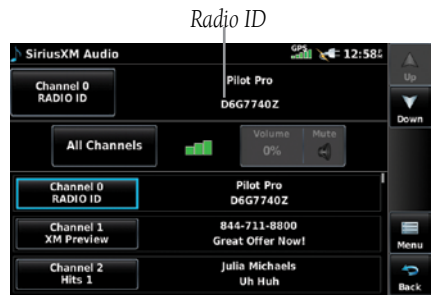 Radio ID
SiriusXM Audio
GPS
12:58
Up
Channel 0
RADIO ID
Pilot Pro
D6G7740Z
Down
All Channels
Volume
0%
Mute
Channel 0
RADIO ID
Pilot Pro
D6G7740Z
Channel 1
XM Preview
844-711-8800
Great Offer Now!
Menu
Channel 2
Hits 1
Julia Michaels
Uh Huh
Back